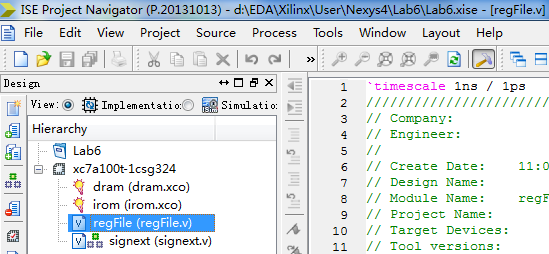 ISE Project Navigator (P.20131013) - d:\EDA\Xilinx\User\Nexys4\Lab6\Lab6.xise - [regFile.v]
File Edit View Project Source Process Tools Window Layout Help
Design
View: Implementation Simulati
Hierarchy
Lab6
xc7a100t-1csg324
dram (dram.xco)
irom (irom.xco)
regFile (regFile.v)
signext (signext.v)
1 `timescale 1ns / 1ps
2 ////////////////////////
3 // Company:
4 // Engineer:
5 //
6 // Create Date: 11:0
7 // Design Name:
8 // Module Name: regF
9 // Project Name:
10 // Target Devices:
11 // Tool versions: